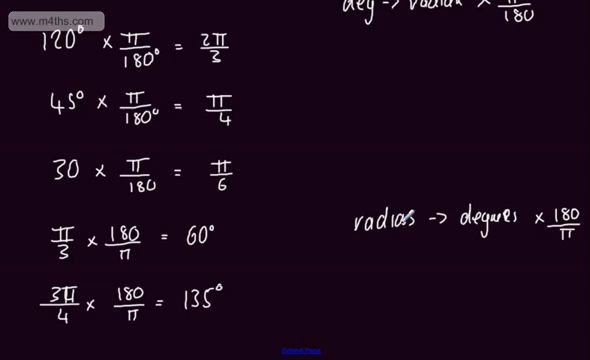 www.m4ths.com
deg -> radian × π/180
120° × π/180° = 2π/3
45° × π/180° = π/4
30 × π/180 = π/6
radians -> degrees × 180/π
π/3 × 180/π = 60°
3π/4 × 180/π = 135°